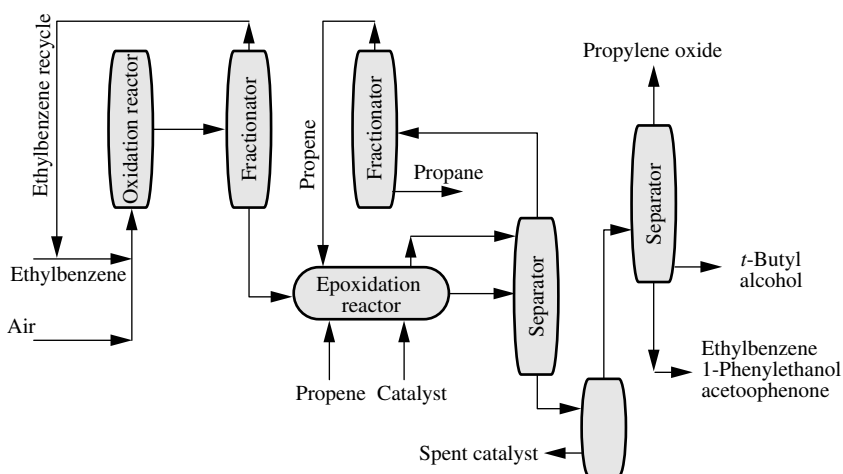 Ethylbenzene recycle
Oxidation reactor
Fractionator
Propene
Fractionator
Propane
Propylene oxide
Separator
Ethylbenzene
Air
Epoxidation
reactor
Separator
t-Butyl
alcohol
Propene
Catalyst
Ethylbenzene
1-Phenylethanol
acetoophenone
Spent catalyst